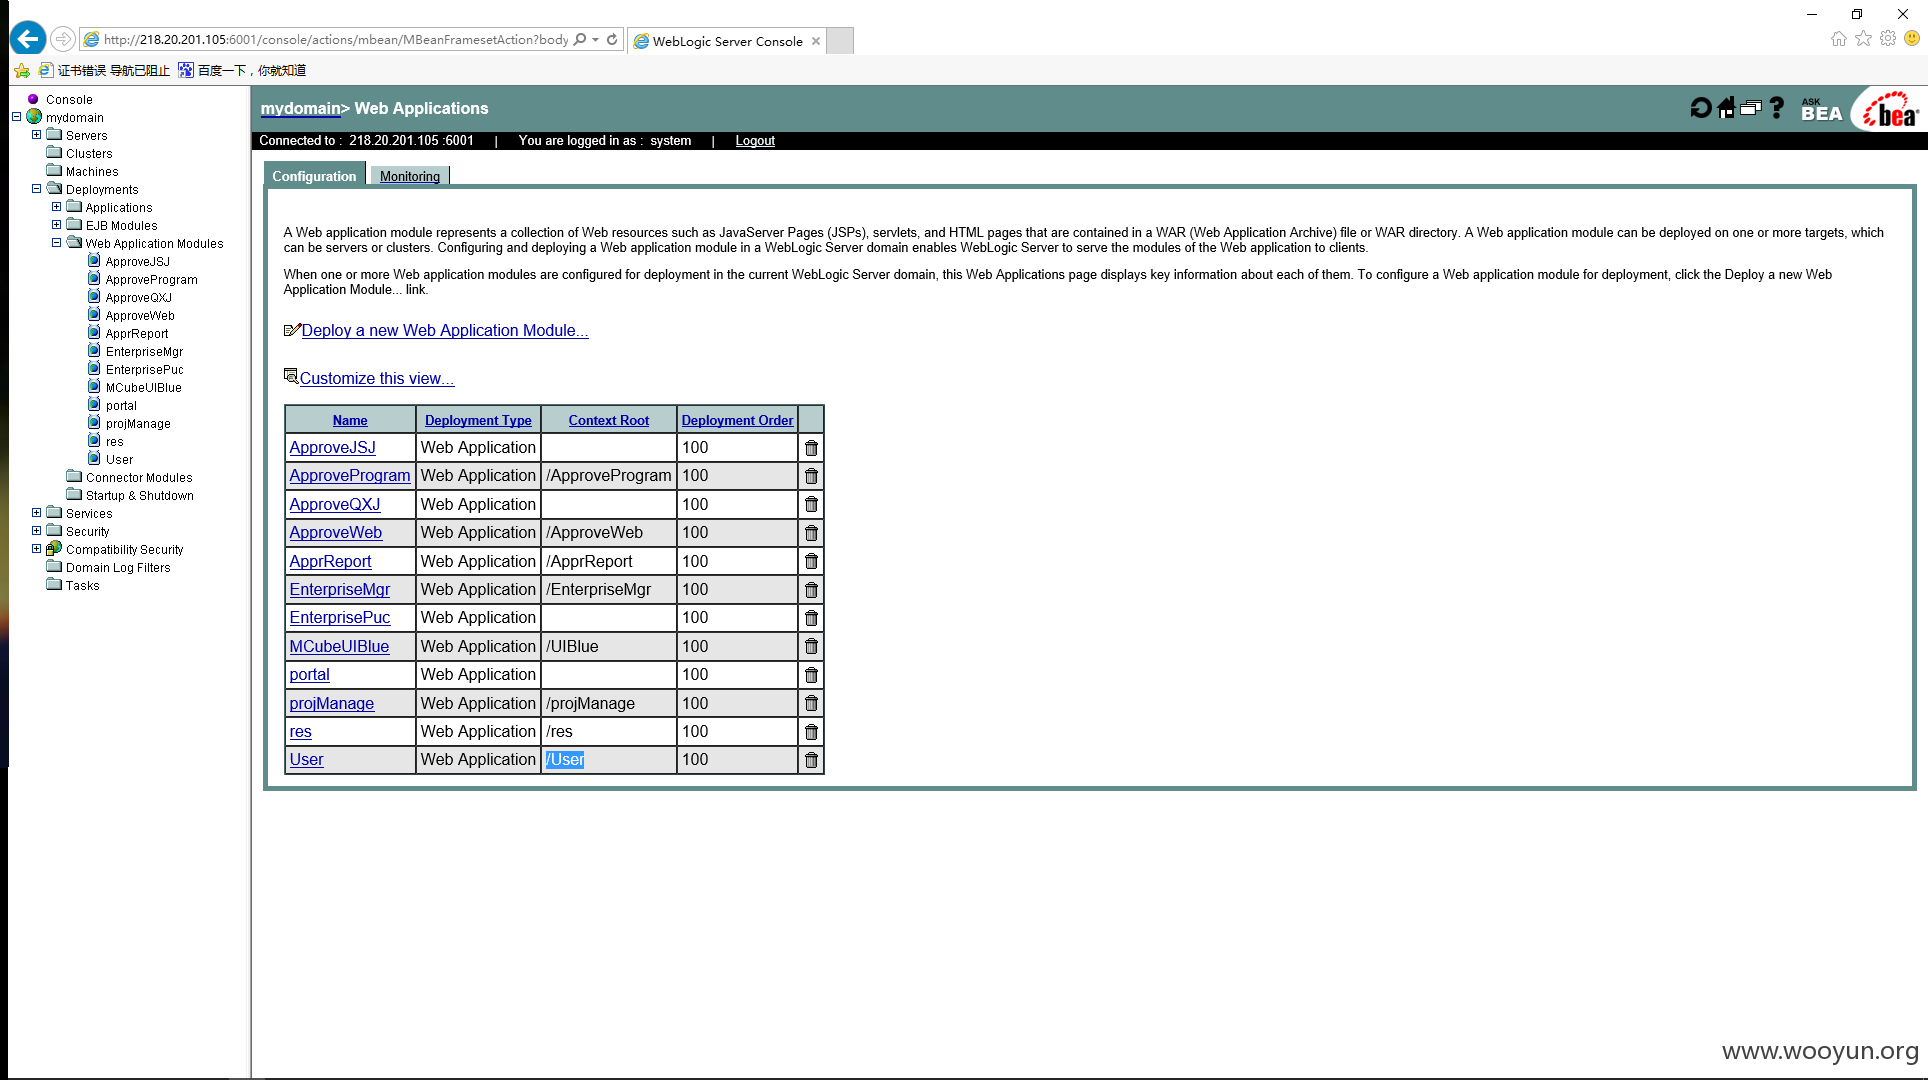 http://218.20.201.105:6001/console/actions/mbean/MBeanFramesetAction?body
WebLogic Server Console
证书错误 导航已阻止
百度一下，你就知道
Console
mydomain
Servers
Clusters
Machines
Deployments
Applications
EJB Modules
Web Application Modules
ApproveJSJ
ApproveProgram
ApproveQXJ
ApproveWeb
ApprReport
EnterpriseMgr
EnterprisePuc
MCubeUIBlue
portal
projManage
res
User
Connector Modules
Startup & Shutdown
Services
Security
Compatibility Security
Domain Log Filters
Tasks
mydomain> Web Applications
ASK BEA
bea
Connected to : 218.20.201.105 :6001 | You are logged in as : system | Logout
Configuration Monitoring
A Web application module represents a collection of Web resources such as JavaServer Pages (JSPs), servlets, and HTML pages that are contained in a WAR (Web Application Archive) file or WAR directory. A Web application module can be deployed on one or more targets, which
can be servers or clusters. Configuring and deploying a Web application module in a WebLogic Server domain enables WebLogic Server to serve the modules of the Web application to clients.
When one or more Web application modules are configured for deployment in the current WebLogic Server domain, this Web Applications page displays key information about each of them. To configure a Web application module for deployment, click the Deploy a new Web
Application Module... link.
Deploy a new Web Application Module...
Customize this view...
Name Deployment Type Context Root Deployment Order
ApproveJSJ Web Application 100
ApproveProgram Web Application /ApproveProgram 100
ApproveQXJ Web Application 100
ApproveWeb Web Application /ApproveWeb 100
ApprReport Web Application /ApprReport 100
EnterpriseMgr Web Application /EnterpriseMgr 100
EnterprisePuc Web Application 100
MCubeUIBlue Web Application /UIBlue 100
portal Web Application 100
projManage Web Application /projManage 100
res Web Application /res 100
User Web Application /User 100
www.wooyun.org